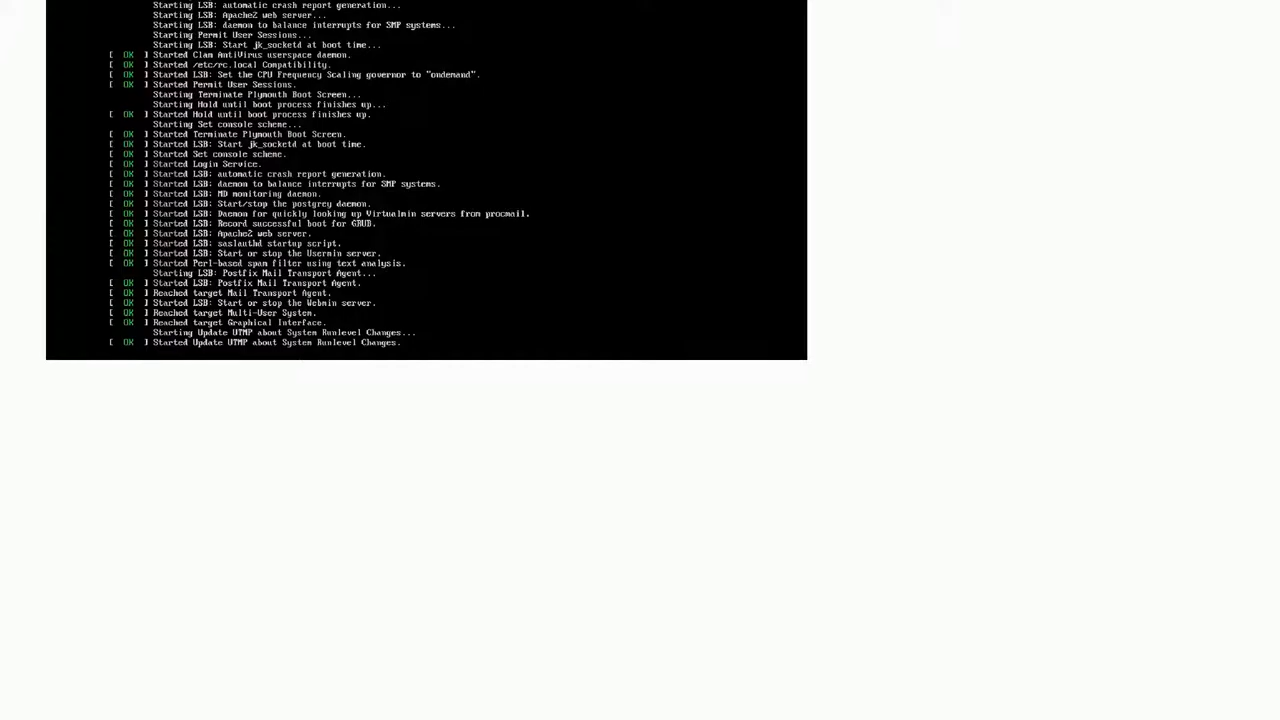 Starting LSB: automatic crash report generation...
Starting LSB: Apache2 web server...
Starting LSB: daemon to balance interrupts for SMP systems...
Starting Permit User Sessions...
Starting LSB: Start jk_socketd at boot time...
[ OK ] Started Clam AntiVirus userspace daemon.
[ OK ] Started /etc/rc.local Compatibility.
[ OK ] Started LSB: Set the CPU Frequency Scaling governor to "ondemand".
[ OK ] Started Permit User Sessions.
Starting Terminate Plymouth Boot Screen...
Starting Hold until boot process finishes up...
[ OK ] Started Hold until boot process finishes up.
Starting Set console scheme...
[ OK ] Started Terminate Plymouth Boot Screen.
[ OK ] Started LSB: Start jk_socketd at boot time.
[ OK ] Started Set console scheme.
[ OK ] Started Login Service.
[ OK ] Started LSB: automatic crash report generation.
[ OK ] Started LSB: daemon to balance interrupts for SMP systems.
[ OK ] Started LSB: MD monitoring daemon.
[ OK ] Started LSB: Start/stop the postgrey daemon.
[ OK ] Started LSB: Daemon for quickly looking up Virtualmin servers from procmail.
[ OK ] Started LSB: Record successful boot for GRUB.
[ OK ] Started LSB: Apache2 web server.
[ OK ] Started LSB: saslauthd startup script.
[ OK ] Started LSB: Start or stop the Usermin server.
[ OK ] Started Perl-based spam filter using text analysis.
Starting LSB: Postfix Mail Transport Agent...
[ OK ] Started LSB: Postfix Mail Transport Agent.
[ OK ] Reached target Mail Transport Agent.
[ OK ] Started LSB: Start or stop the Webmin server.
[ OK ] Reached target Multi-User System.
[ OK ] Reached target Graphical Interface.
Starting Update UTMP about System Runlevel Changes...
[ OK ] Started Update UTMP about System Runlevel Changes.